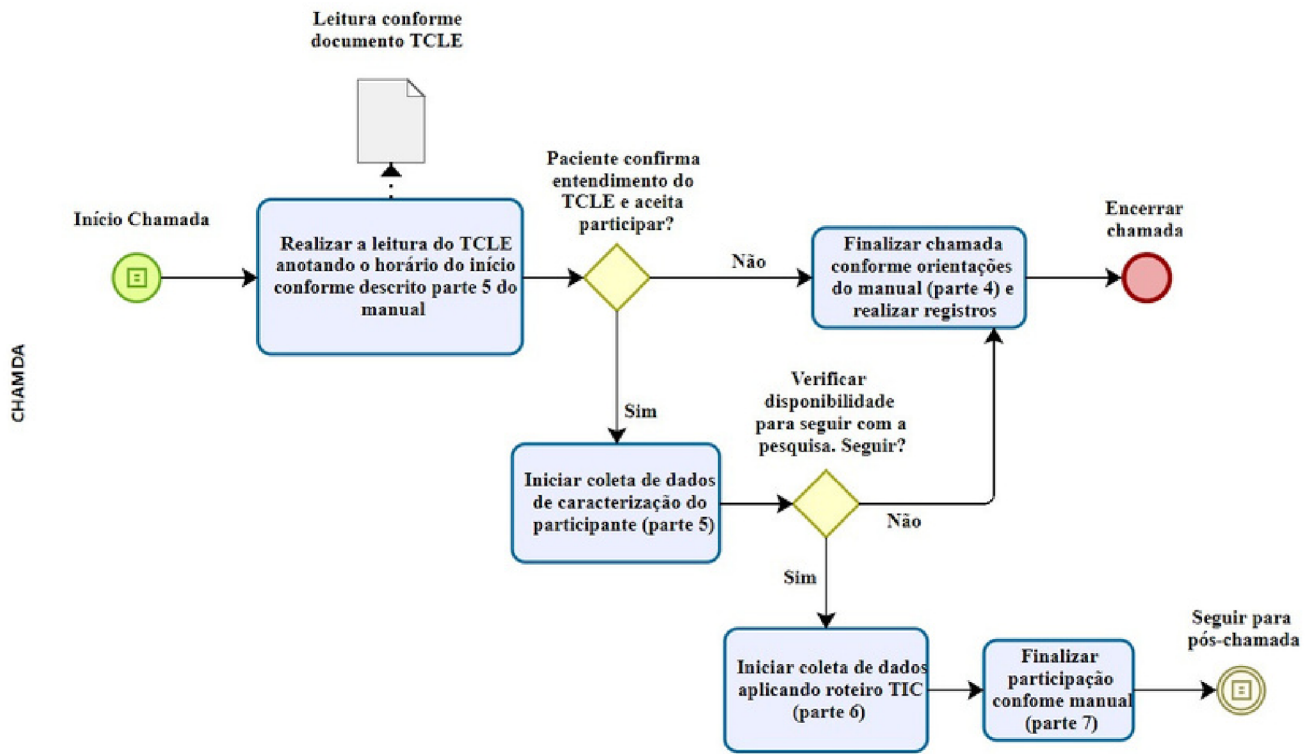 Leitura conforme
documento TCLE
Início Chamada
Realizar a leitura do TCLE
anotando o horário do início
conforme descrito parte 5 do
manual
Paciente confirma
entendimento do
TCLE e aceita
participar?
Não
Finalizar chamada
conforme orientações
do manual (parte 4) e
realizar registros
Encerrar
chamada
CHAMDA
Sim
Iniciar coleta de dados
de caracterização do
participante (parte 5)
Verificar
disponibilidade
para seguir com a
pesquisa. Seguir?
Não
Sim
Iniciar coleta de dados
aplicando roteiro TIC
(parte 6)
Finalizar
participação
confome manual
(parte 7)
Seguir para
pós-chamada